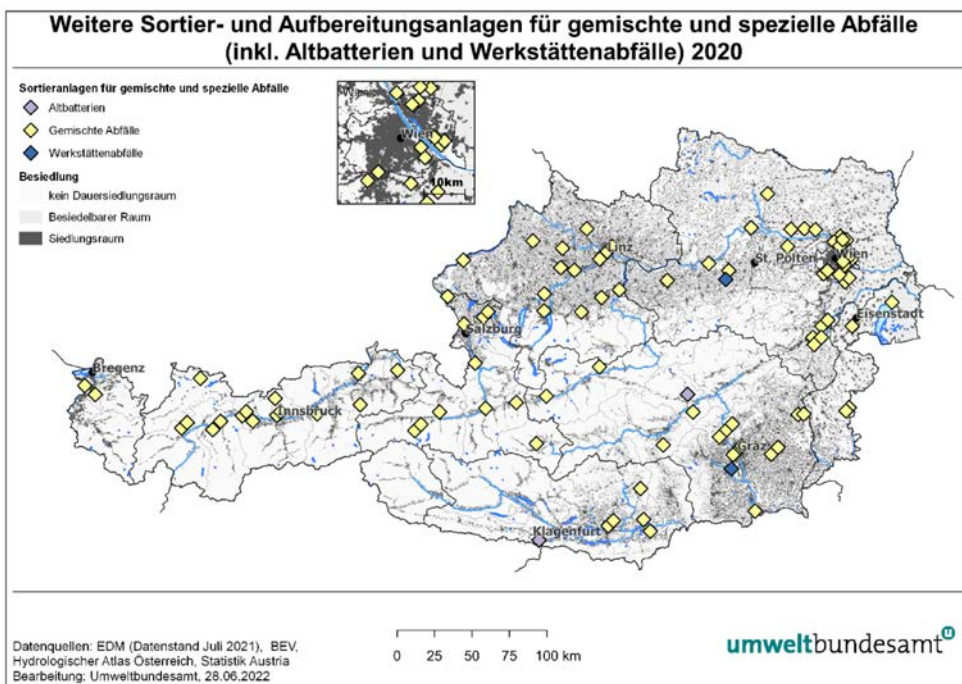 Weitere Sortier- und Aufbereitungsanlagen für gemischte und spezielle Abfälle
(inkl. Altbatterien und Werkstättenabfälle) 2020
Sortieranlagen für gemischte und spezielle Abfälle
Altbatterien
Gemischte Abfälle
Werkstättenabfälle
Besiedlung
kein Dauersiedlungsraum
Besiedelbarer Raum
Siedlungsraum
Wien
10km
Linz
St. Pölten
Wien
Eisenstadt
Salzburg
Bregenz
Innsbruck
Graz
Klagenfurt
Datenquellen: EDM (Datenstand Juli 2021), BEV,
Hydrologischer Atlas Österreich, Statistik Austria
Bearbeitung: Umweltbundesamt, 28.06.2022
0 25 50 75 100 km
umweltbundesamt